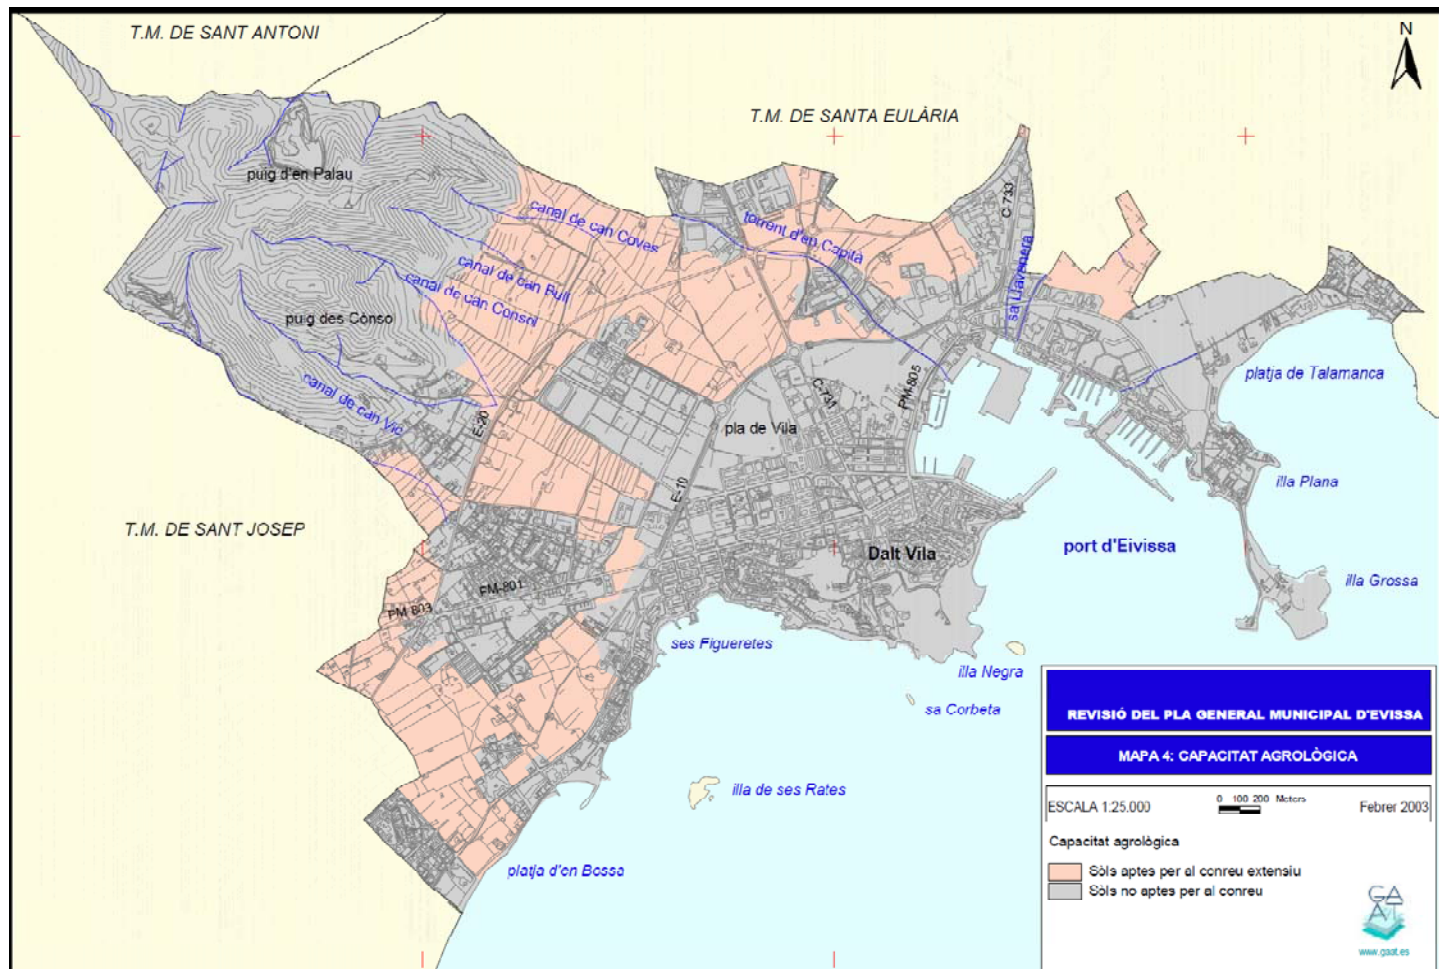 T.M. DE SANT ANTONI
N
T.M. DE SANTA EULÀRIA
puig d'en Palau
C-733
canal de can Coves
torrent d'en Capità
canal de can Bull
sa Llavanera
canal de can Consol
puig des Cònsol
platja de Talamanca
canal de can Vic
C-731
PM-805
E-20
pla de Vila
illa Plana
E-10
T.M. DE SANT JOSEP
port d'Eivissa
Dalt Vila
illa Grossa
PM-801
PM-803
ses Figueretes
illa Negra
sa Corbeta
illa de ses Rates
platja d'en Bossa
REVISIÓ DEL PLA GENERAL MUNICIPAL D'EVISSA
MAPA 4: CAPACITAT AGROLÒGICA
ESCALA 1:25.000
0 100 200 Meters
Febrer 2003
Capacitat agrològica
Sòls aptes per al conreu extensiu
Sòls no aptes per al conreu
GAAT
www.gaat.es